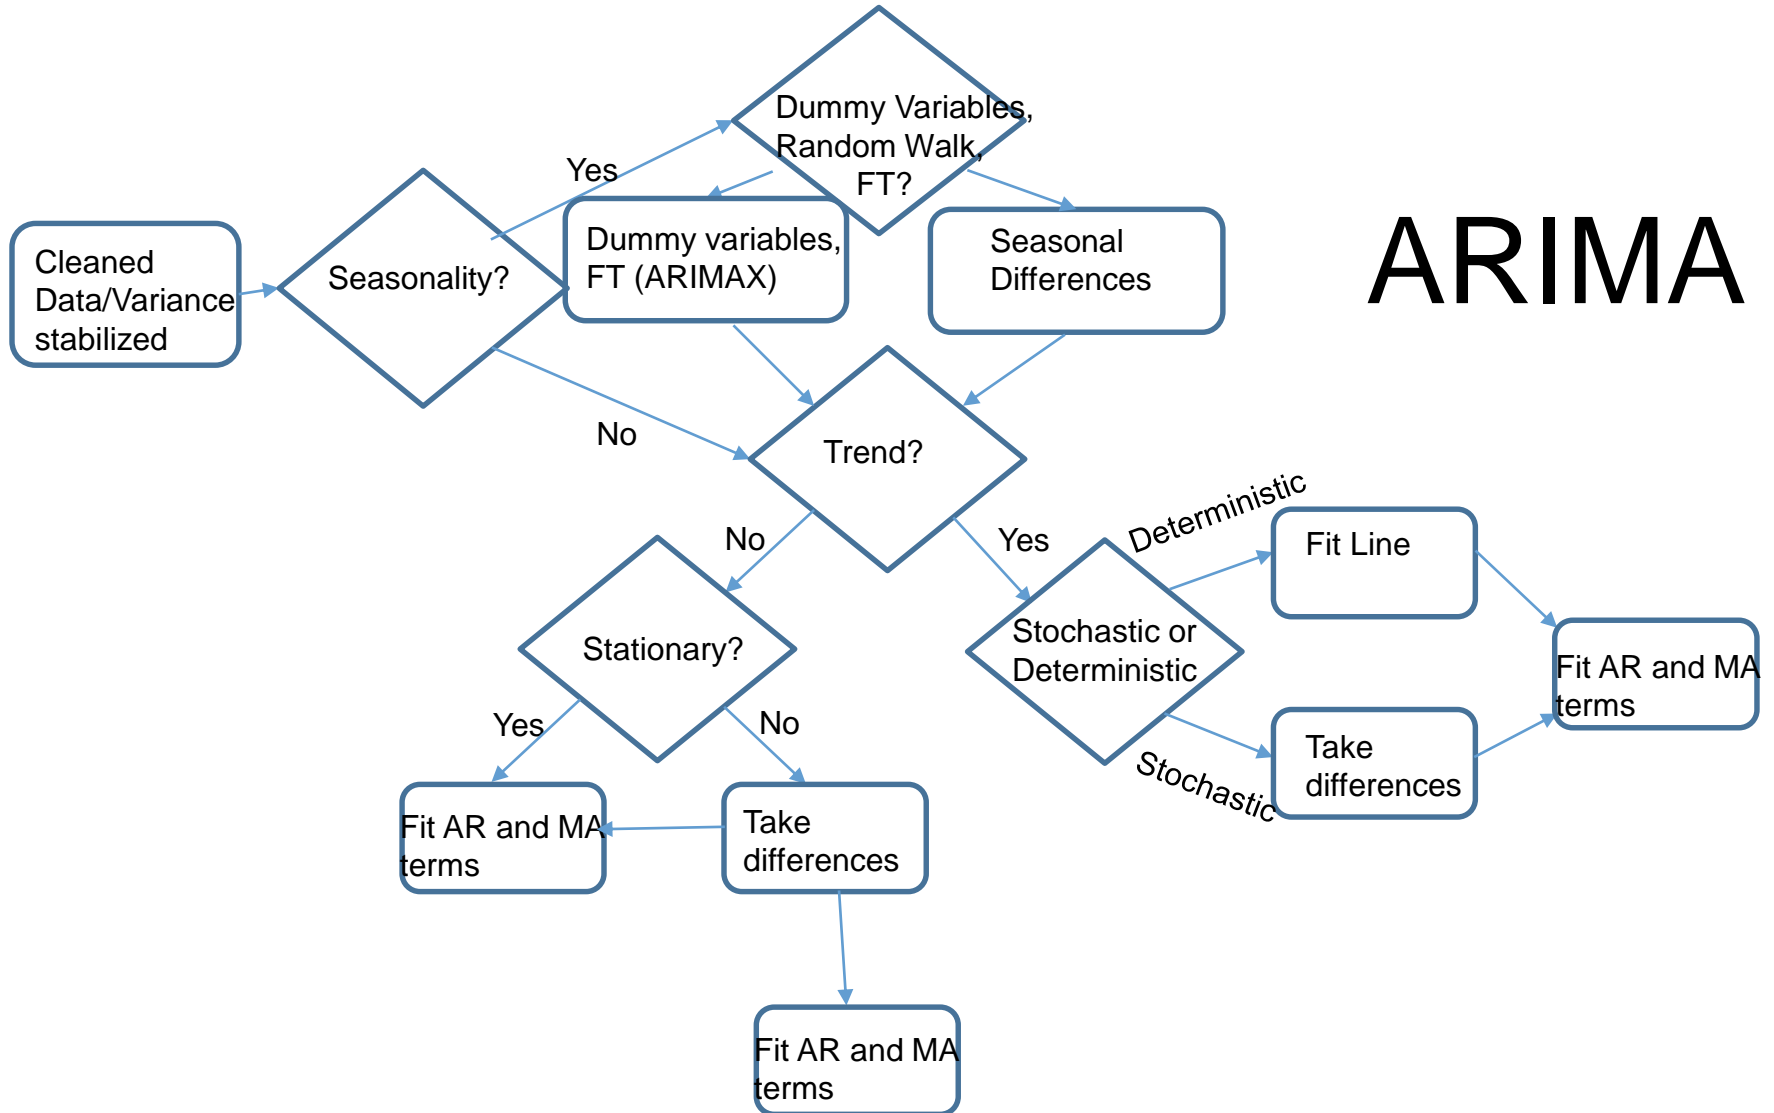 Dummy Variables,
Random Walk,
FT?
Yes
Cleaned
Data/Variance
stabilized
Seasonality?
Dummy variables,
FT (ARIMAX)
Seasonal
Differences
ARIMA
No
Trend?
No
Yes
Deterministic
Fit Line
Stationary?
Stochastic or
Deterministic
Fit AR and MA
terms
Yes
No
Stochastic
Take
differences
Fit AR and MA
terms
Take
differences
Fit AR and MA
terms